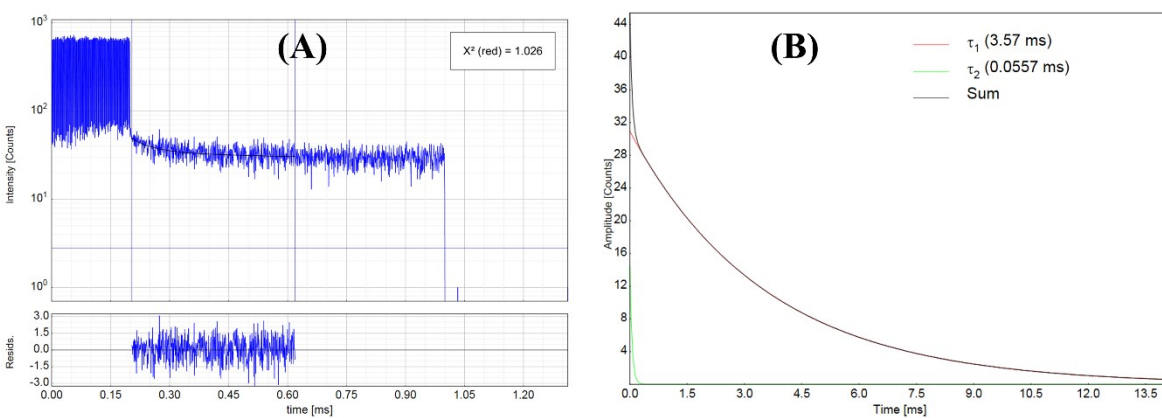 (A)
X² (red) = 1.026
Intensity [Counts]
10³
10²
10¹
10⁰
Resids.
3.0
1.5
0.0
-1.5
-3.0
0.00 0.15 0.30 0.45 0.60 0.75 0.90 1.05 1.20
time [ms]
(B)
τ₁ (3.57 ms)
τ₂ (0.0557 ms)
Sum
Amplitude [Counts]
44
40
36
32
28
24
20
16
12
8
4
0.0 1.5 3.0 4.5 6.0 7.5 9.0 10.5 12.0 13.5
Time [ms]